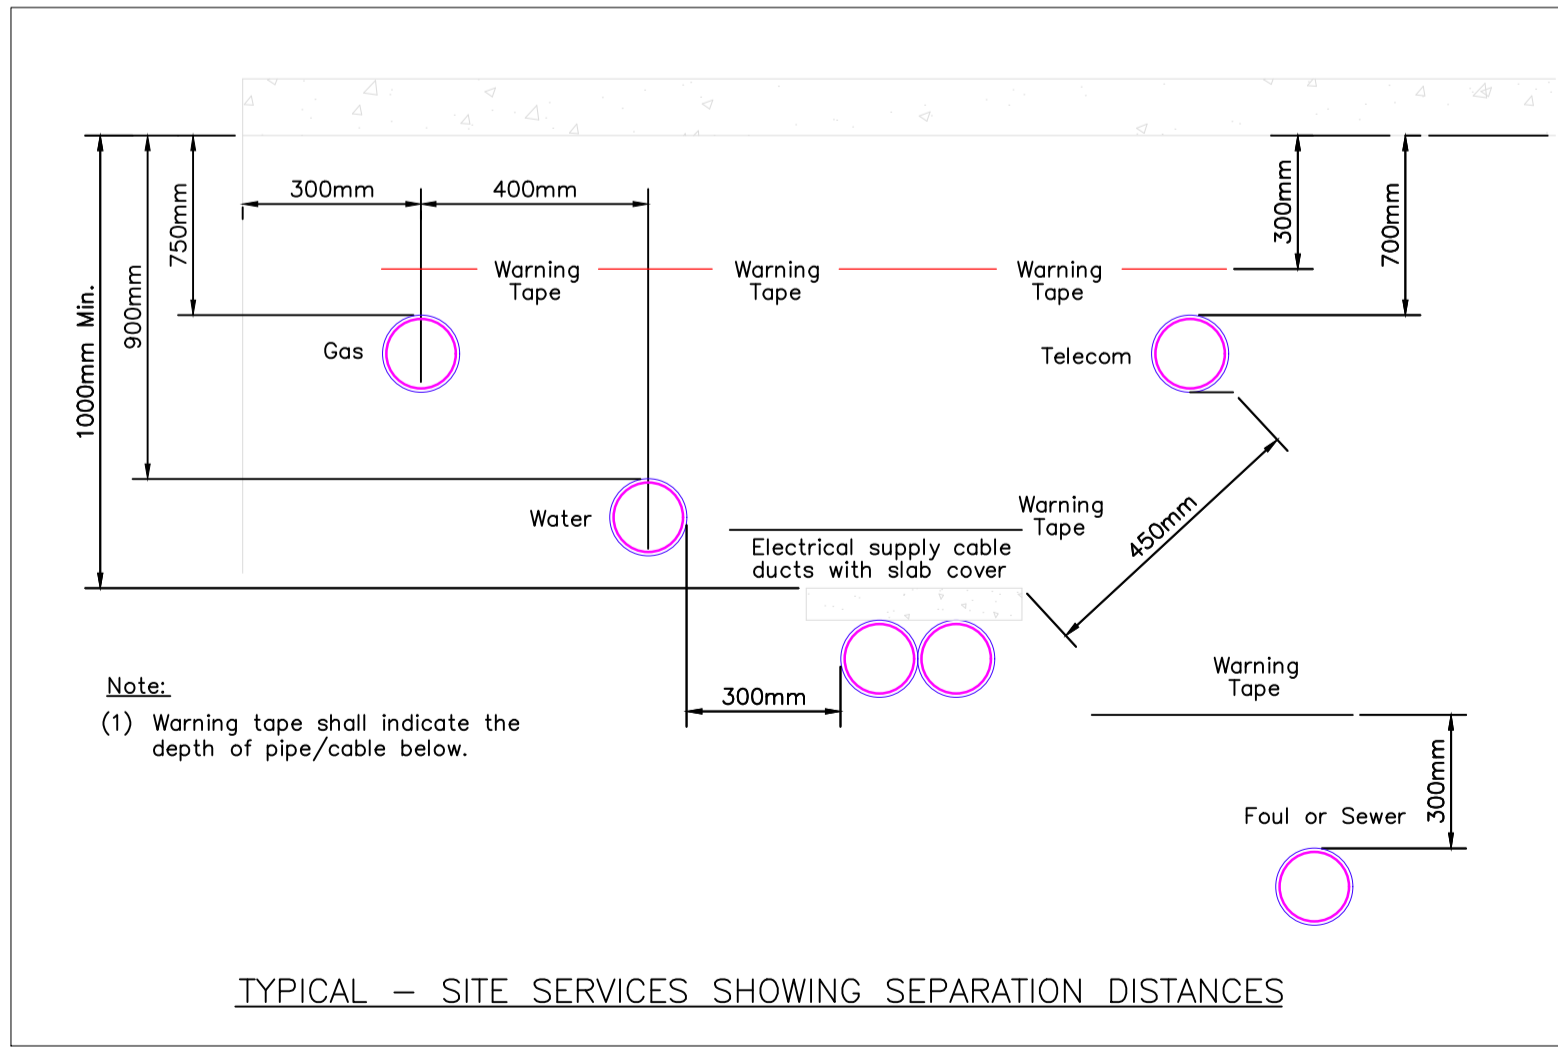 300mm
400mm
750mm
900mm
1000mm Min.
300mm
700mm
Warning
Tape
Warning
Tape
Warning
Tape
Gas
Telecom
Water
Warning
Tape
Electrical supply cable
ducts with slab cover
450mm
300mm
Warning
Tape
300mm
Foul or Sewer
Note:
(1) Warning tape shall indicate the
depth of pipe/cable below.
TYPICAL - SITE SERVICES SHOWING SEPARATION DISTANCES